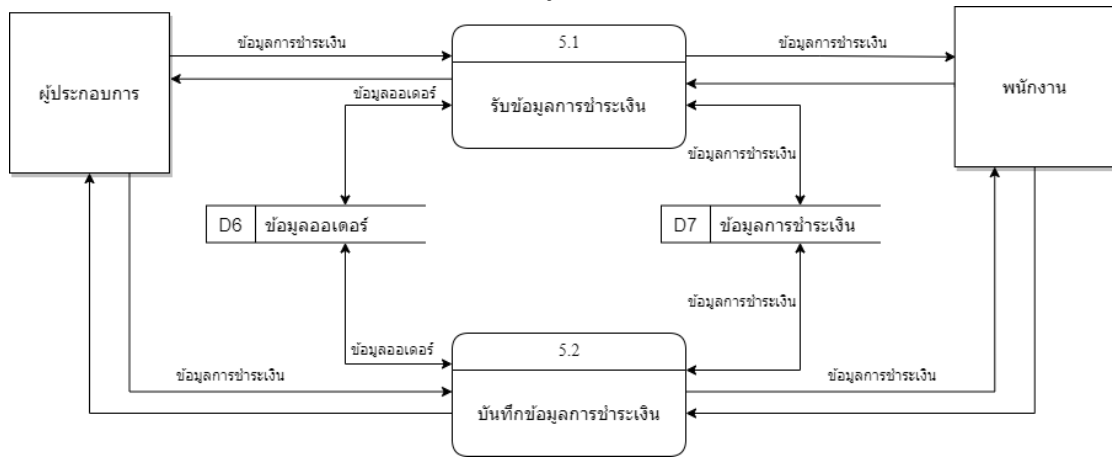 ข้อมูลการชำระเงิน
5.1
ข้อมูลการชำระเงิน
ผู้ประกอบการ
ข้อมูลออเดอร์
รับข้อมูลการชำระเงิน
พนักงาน
ข้อมูลการชำระเงิน
D6 ข้อมูลออเดอร์
D7 ข้อมูลการชำระเงิน
ข้อมูลการชำระเงิน
ข้อมูลออเดอร์
5.2
ข้อมูลการชำระเงิน
ข้อมูลการชำระเงิน
บันทึกข้อมูลการชำระเงิน